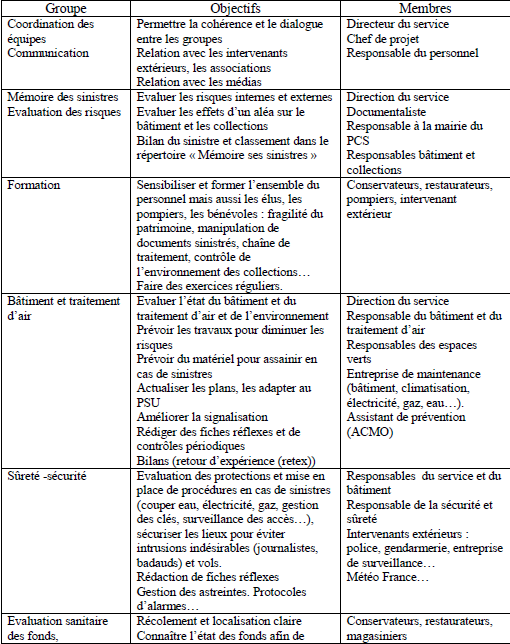 Groupe Objectifs Membres
Coordination des
équipes
Communication
Permettre la cohérence et le dialogue
entre les groupes
Relation avec les intervenants
extérieurs, les associations
Relation avec les médias
Directeur du service
Chef de projet
Responsable du personnel
Mémoire des sinistres
Evaluation des risques
Evaluer les risques internes et externes
Evaluer les effets d’un aléa sur le
bâtiment et les collections
Bilan du sinistre et classement dans le
répertoire « Mémoire ses sinistres »
Direction du service
Documentaliste
Responsable à la mairie du
PCS
Responsables bâtiment et
collections
Formation
Sensibiliser et former l’ensemble du
personnel mais aussi les élus, les
pompiers, les bénévoles : fragilité du
patrimoine, manipulation de
documents sinistrés, chaîne de
traitement, contrôle de
l’environnement des collections…
Faire des exercices réguliers.
Conservateurs, restaurateurs,
pompiers, intervenant
extérieur
Bâtiment et traitement
d’air
Evaluer l’état du bâtiment et du
traitement d’air et de l’environnement
Prévoir les travaux pour diminuer les
risques
Prévoir du matériel pour assainir en
cas de sinistres
Actualiser les plans, les adapter au
PSU
Améliorer la signalisation
Rédiger des fiches réflexes et de
contrôles périodiques
Bilans (retour d’expérience (retex))
Direction du service
Responsable du bâtiment et du
traitement d’air
Responsables des espaces
verts
Entreprise de maintenance
(bâtiment, climatisation,
électricité, gaz, eau…).
Assistant de prévention
(ACMO)
Sûreté -sécurité
Evaluation des protections et mise en
place de procédures en cas de sinistres
(couper eau, électricité, gaz, gestion
des clés, surveillance des accès…),
sécuriser les lieux pour éviter
intrusions indésirables (journalistes,
badauds) et vols.
Rédaction de fiches réflexes
Gestion des astreintes. Protocoles
d’alarmes…
Responsables du service et du
bâtiment
Responsable de la sécurité et
sûreté
Intervenants extérieurs :
police, gendarmerie, entreprise
de surveillance…
Météo France…
Evaluation sanitaire
des fonds,
Récolement et localisation claire
Connaître l’état des fonds afin de
Conservateurs, restaurateurs,
magasiniers